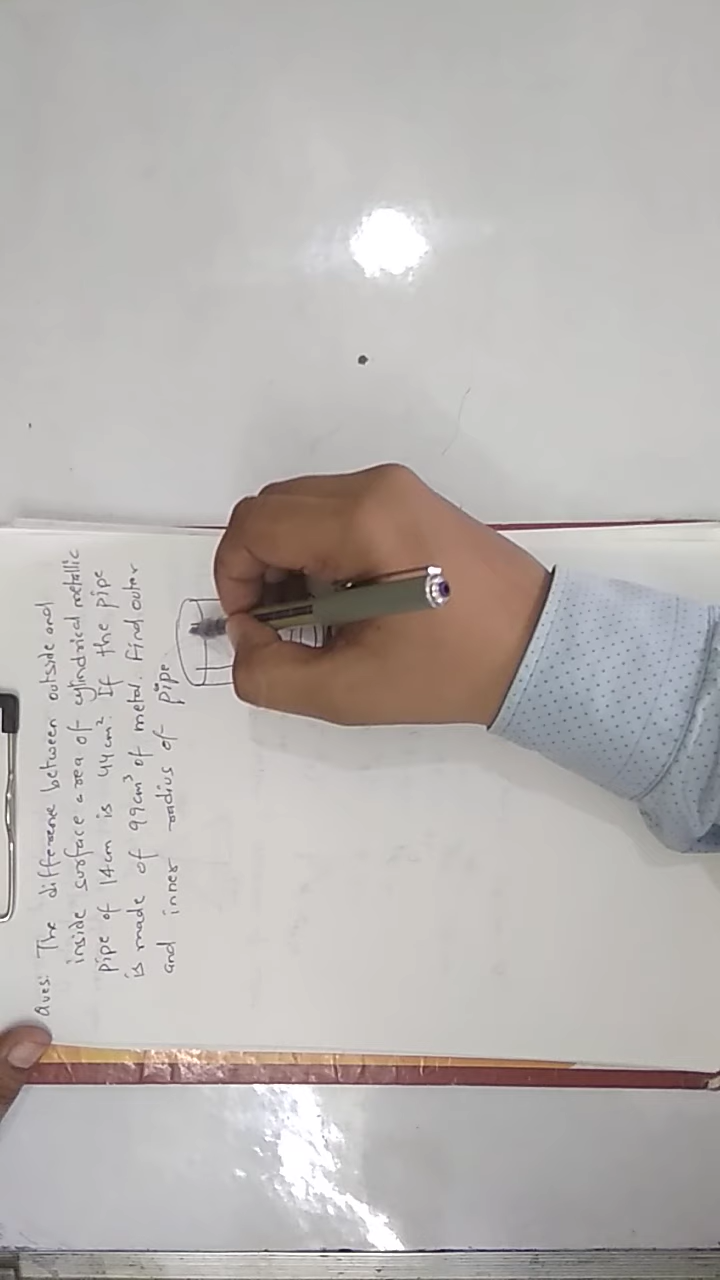 Ques: The difference between outside and
inside surface area of cylindrical metallic
pipe of 14cm is 44cm². If the pipe
is made of 99cm³ of metal. Find outer
and inner radius of pipe